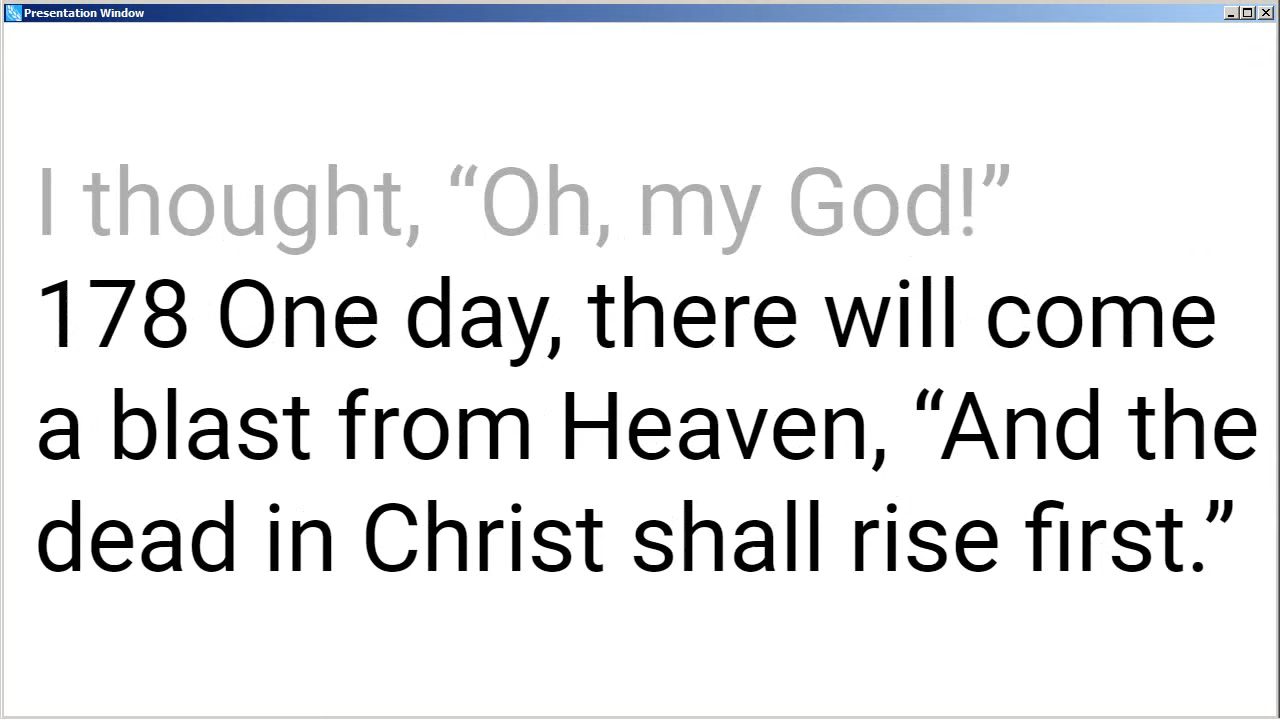 Presentation Window
I thought, “Oh, my God!”
178 One day, there will come
a blast from Heaven, “And the
dead in Christ shall rise first.”